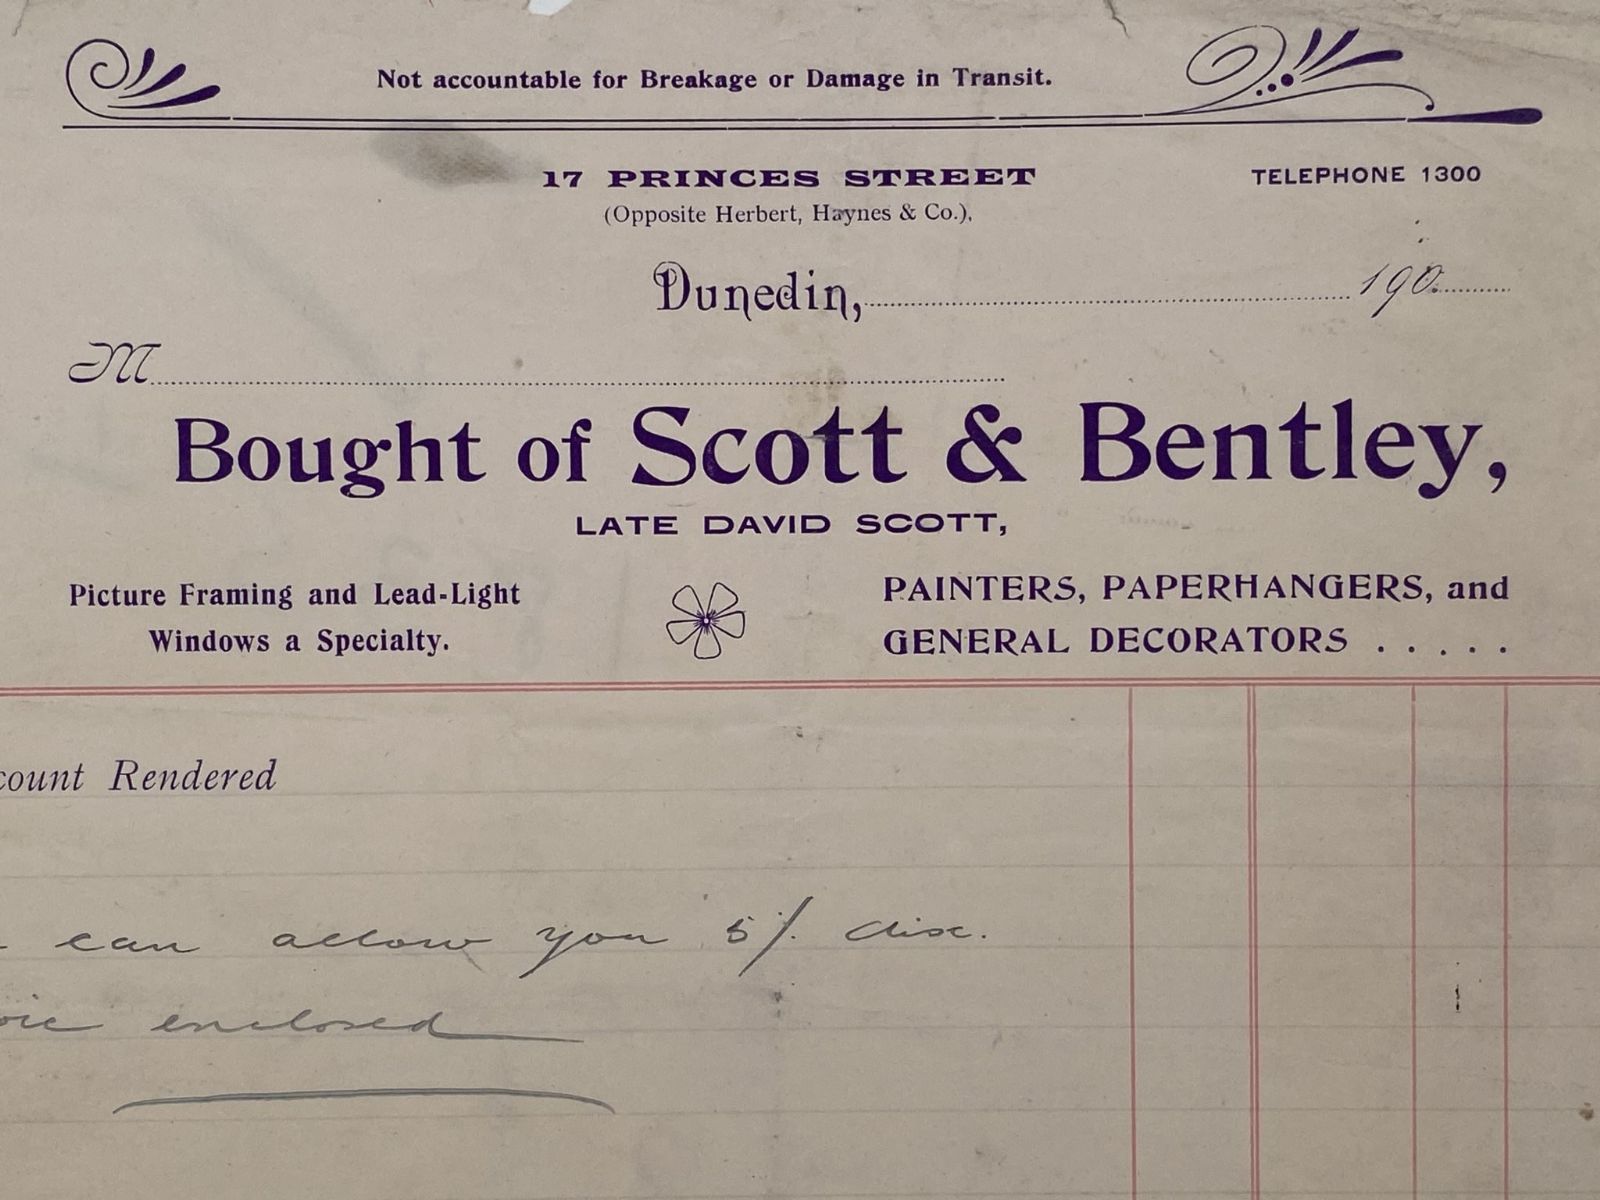 Not accountable for Breakage or Damage in Transit.
17 PRINCES STREET
TELEPHONE 1300
(Opposite Herbert, Haynes & Co.),
Dunedin, 190
M
Bought of Scott & Bentley,
LATE DAVID SCOTT,
Picture Framing and Lead-Light
Windows a Specialty.
PAINTERS, PAPERHANGERS, and
GENERAL DECORATORS . . . . .
count Rendered
can allow you 5% disc.
enclosed